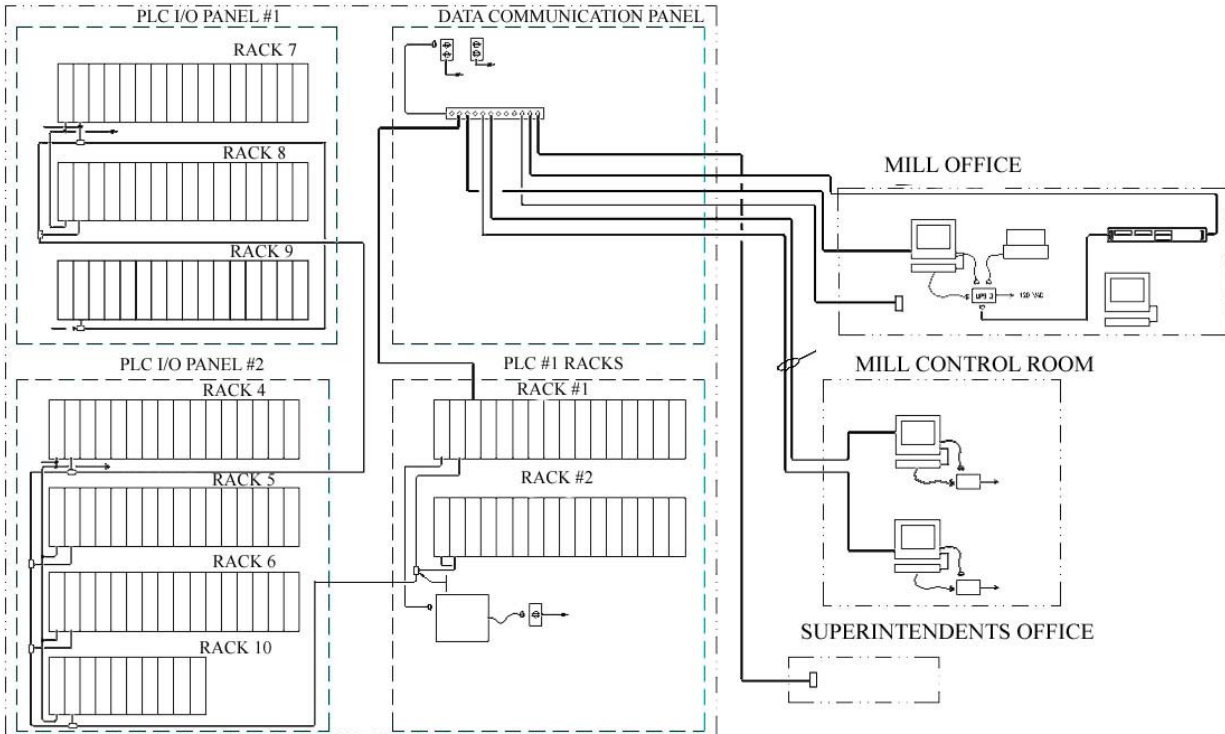 PLC I/O PANEL #1
DATA COMMUNICATION PANEL
RACK 7
RACK 8
MILL OFFICE
RACK 9
UPS 3
120 VAC
PLC I/O PANEL #2
PLC #1 RACKS
MILL CONTROL ROOM
RACK 4
RACK #1
RACK 5
RACK #2
RACK 6
SUPERINTENDENTS OFFICE
RACK 10